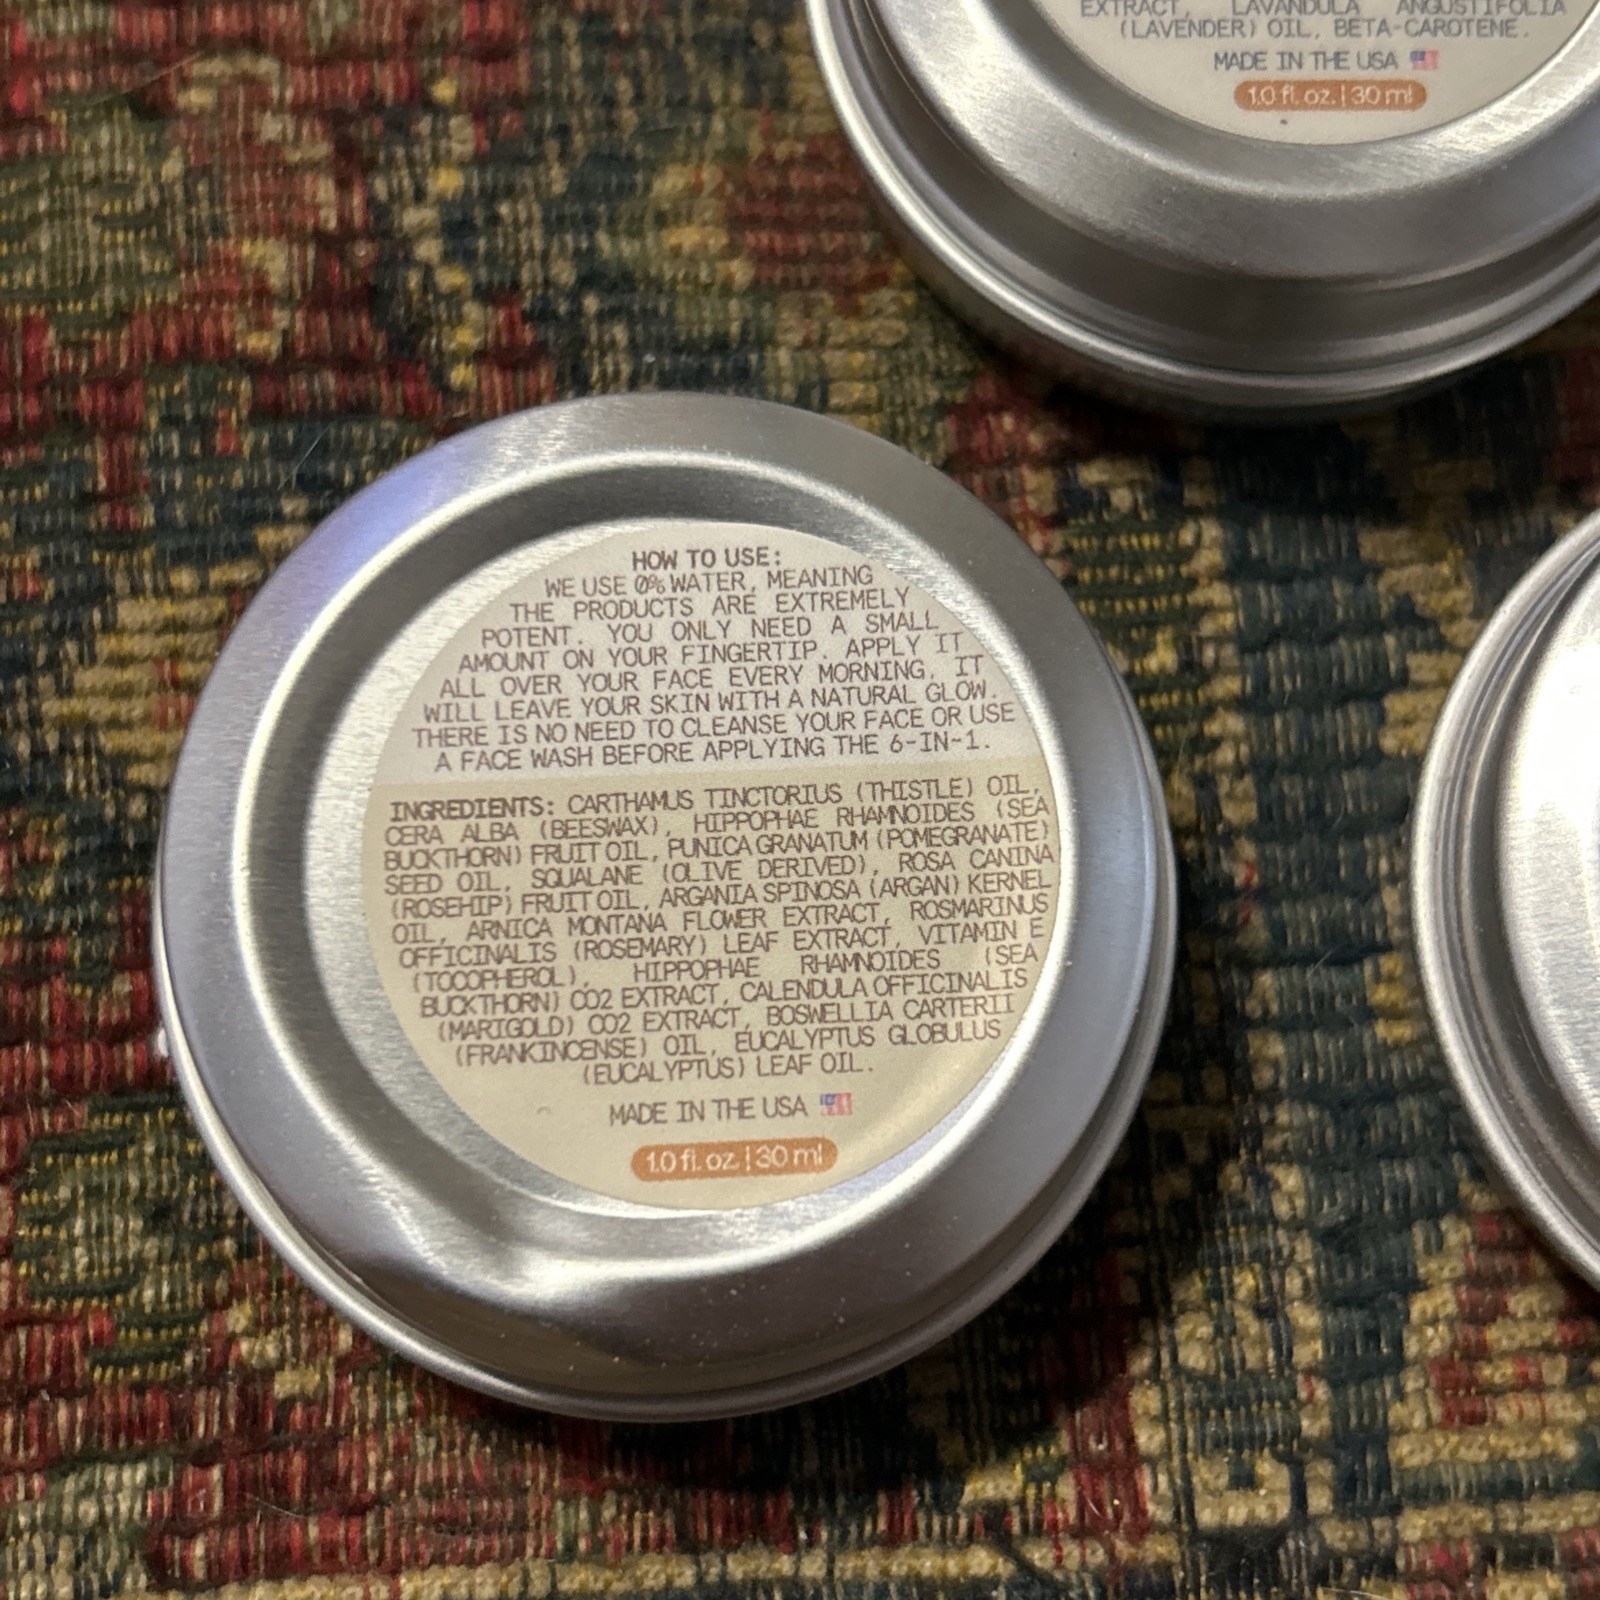 EXTRACT, LAVANDULA ANGUSTIFOLIA
(LAVENDER) OIL, BETA-CAROTENE.
MADE IN THE USA
1.0 fl. oz. | 30 ml
HOW TO USE:
WE USE 0% WATER, MEANING
THE PRODUCTS ARE EXTREMELY
POTENT. YOU ONLY NEED A SMALL
AMOUNT ON YOUR FINGERTIP. APPLY IT
ALL OVER YOUR FACE EVERY MORNING, IT
WILL LEAVE YOUR SKIN WITH A NATURAL GLOW.
THERE IS NO NEED TO CLEANSE YOUR FACE OR USE
A FACE WASH BEFORE APPLYING THE 6-IN-1.
INGREDIENTS: CARTHAMUS TINCTORIUS (THISTLE) OIL,
CERA ALBA (BEESWAX), HIPPOPHAE RHAMNOIDES (SEA
BUCKTHORN) FRUIT OIL, PUNICA GRANATUM (POMEGRANATE)
SEED OIL, SQUALANE (OLIVE DERIVED), ROSA CANINA
(ROSEHIP) FRUIT OIL, ARGANIA SPINOSA (ARGAN) KERNEL
OIL, ARNICA MONTANA FLOWER EXTRACT, ROSMARINUS
OFFICINALIS (ROSEMARY) LEAF EXTRACT, VITAMIN E
(TOCOPHEROL), HIPPOPHAE RHAMNOIDES (SEA
BUCKTHORN) CO2 EXTRACT, CALENDULA OFFICINALIS
(MARIGOLD) CO2 EXTRACT, BOSWELLIA CARTERII
(FRANKINCENSE) OIL, EUCALYPTUS GLOBULUS
(EUCALYPTUS) LEAF OIL.
MADE IN THE USA
1.0 fl. oz. | 30 ml